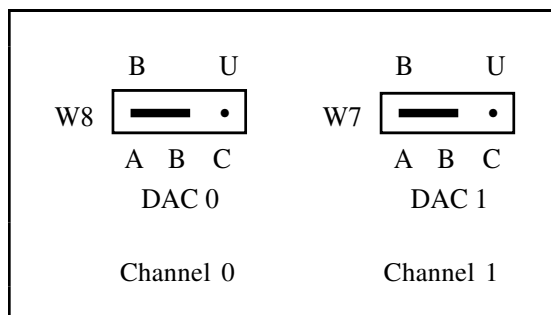 B U B U
W8 W7
A B C A B C
DAC 0 DAC 1
Channel 0 Channel 1